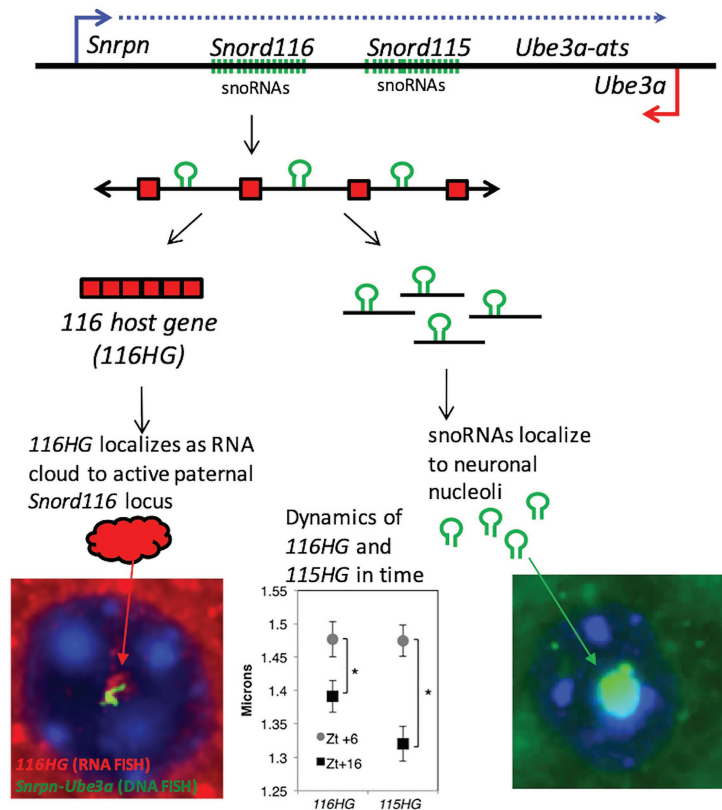 Snrpn Snord116 Snord115 Ube3a-ats
snoRNAs snoRNAs Ube3a
116 host gene
(116HG)
116HG localizes as RNA
cloud to active paternal
Snord116 locus
snoRNAs localize
to neuronal
nucleoli
Dynamics of
116HG and
115HG in time
1.55
1.5
1.45
1.4
1.35
1.3
1.25
Microns
*
*
Zt +6
Zt+16
116HG 115HG
116HG (RNA FISH)
Snrpn-Ube3a (DNA FISH)